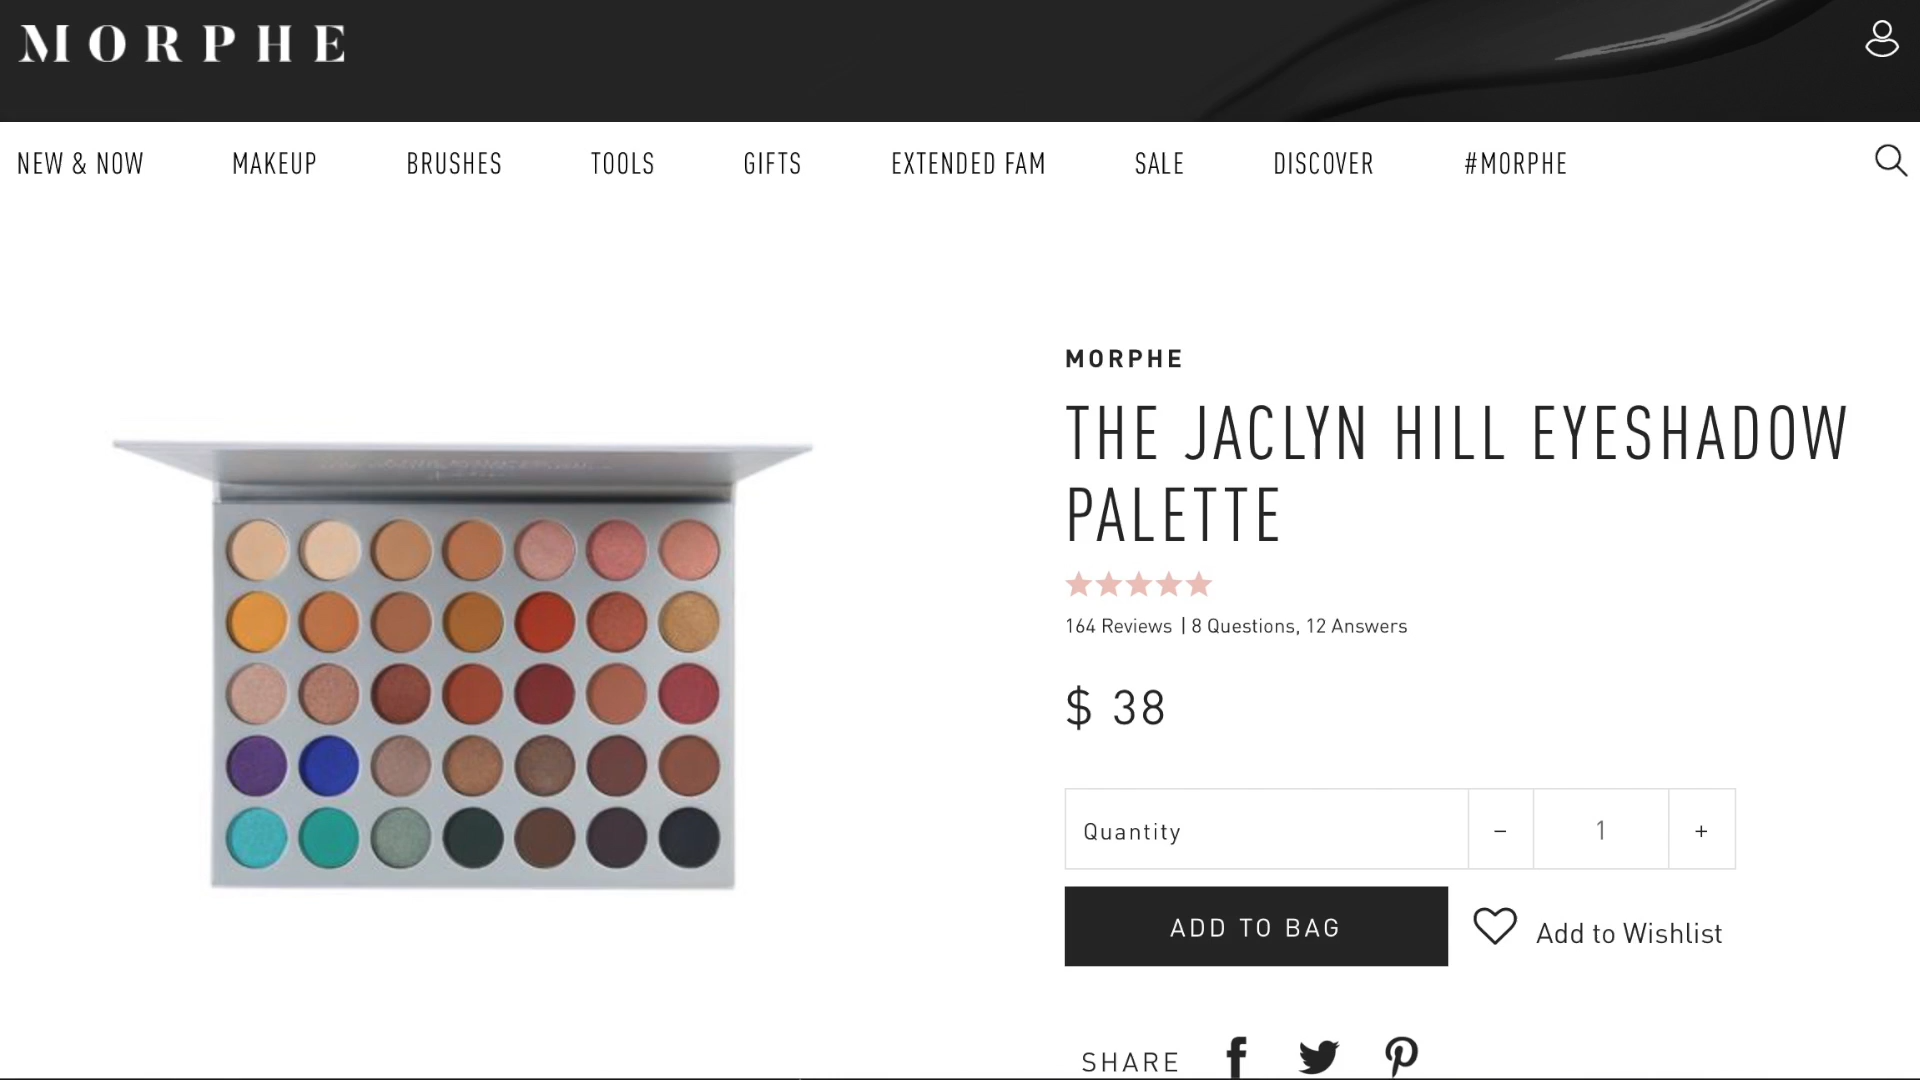 MORPHE
NEW & NOW MAKEUP BRUSHES TOOLS GIFTS EXTENDED FAM SALE DISCOVER #MORPHE
MORPHE
THE JACLYN HILL EYESHADOW
PALETTE
164 Reviews | 8 Questions, 12 Answers
$ 38
Quantity − 1 +
ADD TO BAG Add to Wishlist
SHARE